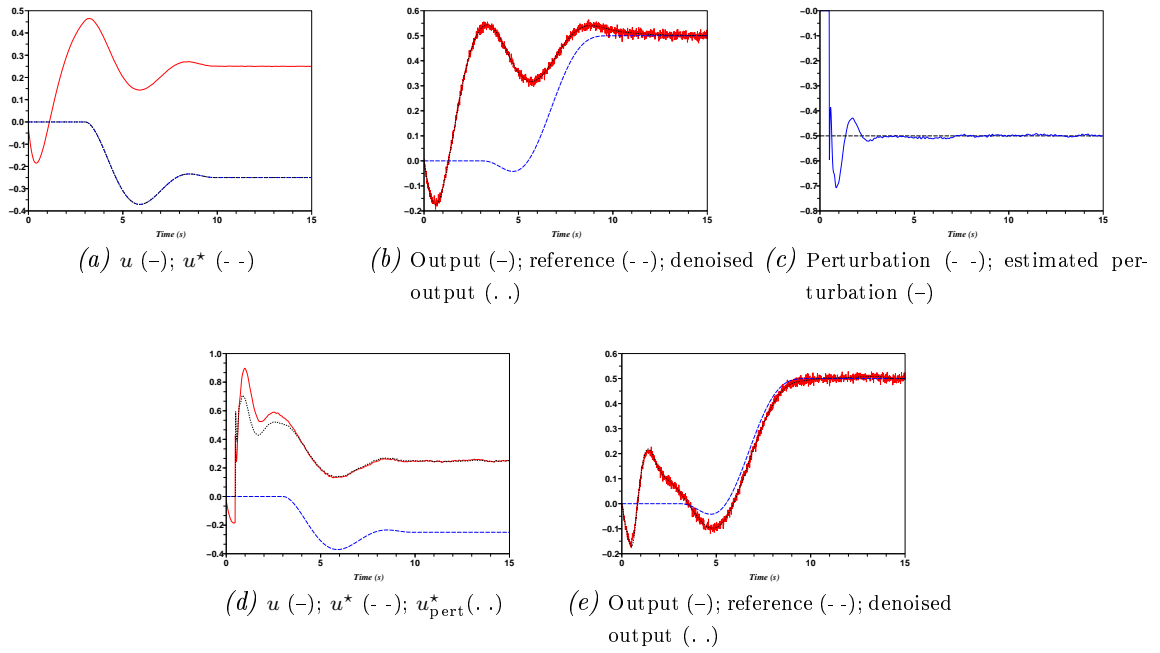 0.5
0.4
0.3
0.2
0.1
0.0
−0.1
−0.2
−0.3
−0.4
0 5 10 15
Time (s)
(a) u (–); u⋆ (- -)
0.6
0.5
0.4
0.3
0.2
0.1
0.0
−0.1
−0.2
0 5 10 15
Time (s)
(b) Output (–); reference (- -); denoised
output (. .)
−0.0
−0.1
−0.2
−0.3
−0.4
−0.5
−0.6
−0.7
−0.8
0 5 10 15
Time (s)
(c) Perturbation (- -); estimated per-
turbation (–)
1.0
0.8
0.6
0.4
0.2
0.0
−0.2
−0.4
0 5 10 15
Time (s)
(d) u (–); u⋆ (- -); u⋆pert(. .)
0.6
0.5
0.4
0.3
0.2
0.1
0.0
−0.1
−0.2
0 5 10 15
Time (s)
(e) Output (–); reference (- -); denoised
output (. .)